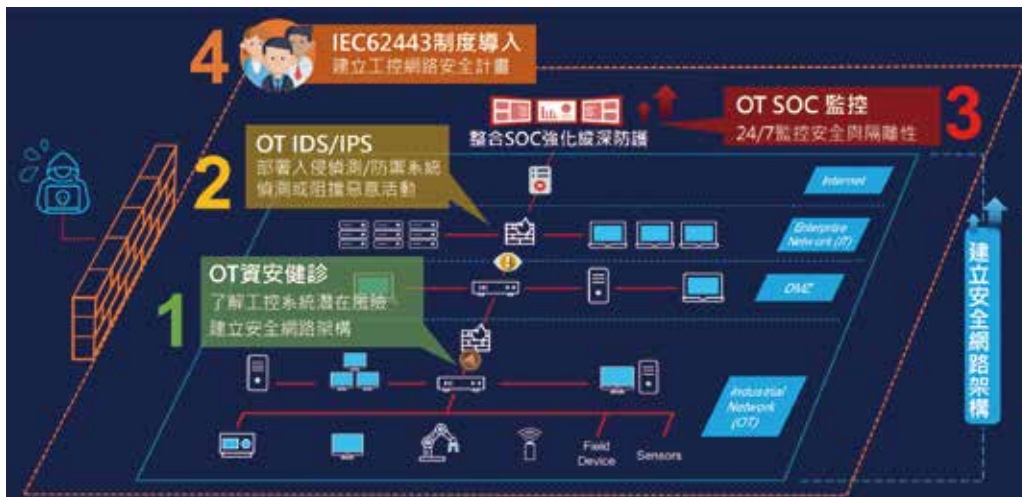 4
IEC62443制度導入
建立工控網路安全計畫
3
OT SOC 監控
24/7監控安全與隔離性
整合SOC強化縱深防護
2
OT IDS/IPS
部署入侵偵測/防禦系統
偵測或阻擋惡意活動
Internet
Enterprise
Network (IT)
1
OT資安健診
了解工控系統潛在風險
建立安全網路架構
DMZ
Industrial
Network
(OT)
Field
Device
Sensors
建立安全網路架構